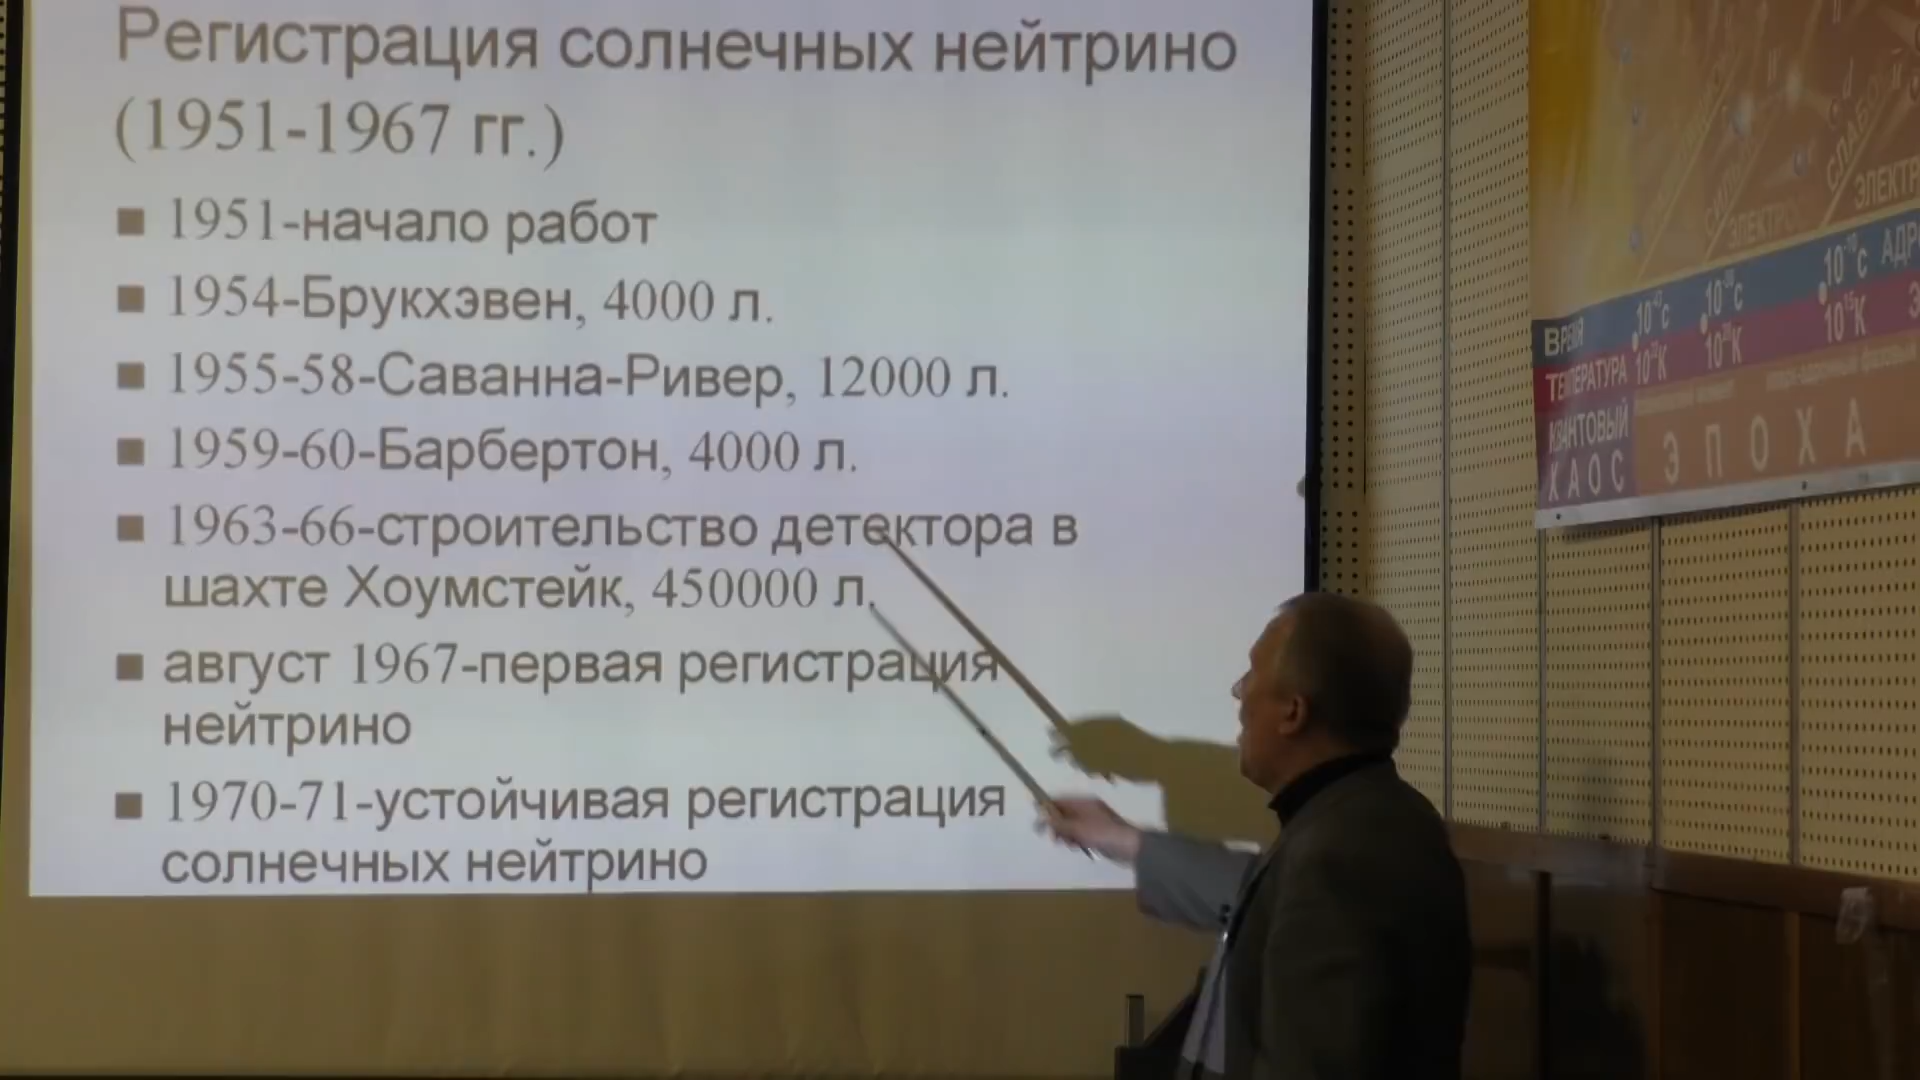 Регистрация солнечных нейтрино
(1951-1967 гг.)
1951-начало работ
1954-Брукхэвен, 4000 л.
1955-58-Саванна-Ривер, 12000 л.
1959-60-Барбертон, 4000 л.
1963-66-строительство детектора в
шахте Хоумстейк, 450000 л.
август 1967-первая регистрация
нейтрино
1970-71-устойчивая регистрация
солнечных нейтрино
ЭЛЕКТР
ВРЕМЯ
ТЕМПЕРАТУРА
КВАНТОВЫЙ
ХАОС
ЭПОХА